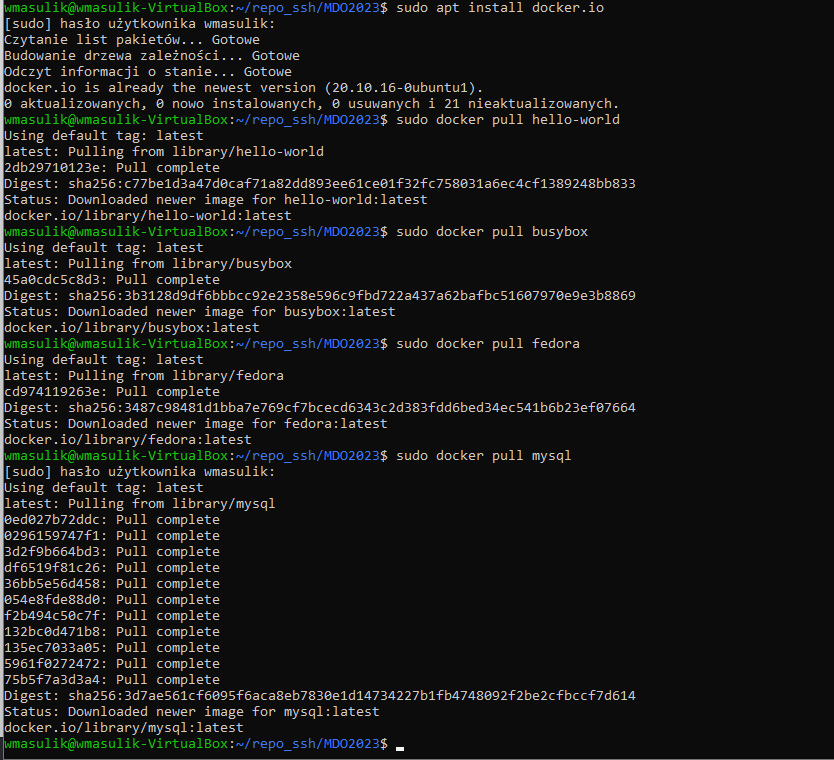 wmasulik@wmasulik-VirtualBox:~/repo_ssh/MDO2023$ sudo apt install docker.io
[sudo] hasło użytkownika wmasulik:
Czytanie list pakietów... Gotowe
Budowanie drzewa zależności... Gotowe
Odczyt informacji o stanie... Gotowe
docker.io is already the newest version (20.10.16-0ubuntu1).
0 aktualizowanych, 0 nowo instalowanych, 0 usuwanych i 21 nieaktualizowanych.
wmasulik@wmasulik-VirtualBox:~/repo_ssh/MDO2023$ sudo docker pull hello-world
Using default tag: latest
latest: Pulling from library/hello-world
2db29710123e: Pull complete
Digest: sha256:c77be1d3a47d0caf71a82dd893ee61ce01f32fc758031a6ec4cf1389248bb833
Status: Downloaded newer image for hello-world:latest
docker.io/library/hello-world:latest
wmasulik@wmasulik-VirtualBox:~/repo_ssh/MDO2023$ sudo docker pull busybox
Using default tag: latest
latest: Pulling from library/busybox
45a0cdc5c8d3: Pull complete
Digest: sha256:3b3128d9df6bbbcc92e2358e596c9fbd722a437a62bafbc51607970e9e3b8869
Status: Downloaded newer image for busybox:latest
docker.io/library/busybox:latest
wmasulik@wmasulik-VirtualBox:~/repo_ssh/MDO2023$ sudo docker pull fedora
Using default tag: latest
latest: Pulling from library/fedora
cd974119263e: Pull complete
Digest: sha256:3487c98481d1bba7e769cf7bcecd6343c2d383fdd6bed34ec541b6b23ef07664
Status: Downloaded newer image for fedora:latest
docker.io/library/fedora:latest
wmasulik@wmasulik-VirtualBox:~/repo_ssh/MDO2023$ sudo docker pull mysql
[sudo] hasło użytkownika wmasulik:
Using default tag: latest
latest: Pulling from library/mysql
0ed027b72ddc: Pull complete
0296159747f1: Pull complete
3d2f9b664bd3: Pull complete
df6519f81c26: Pull complete
36bb5e56d458: Pull complete
054e8fde88d0: Pull complete
f2b494c50c7f: Pull complete
132bc0d471b8: Pull complete
135ec7033a05: Pull complete
5961f0272472: Pull complete
75b5f7a3d3a4: Pull complete
Digest: sha256:3d7ae561cf6095f6aca8eb7830e1d14734227b1fb4748092f2be2cfbccf7d614
Status: Downloaded newer image for mysql:latest
docker.io/library/mysql:latest
wmasulik@wmasulik-VirtualBox:~/repo_ssh/MDO2023$